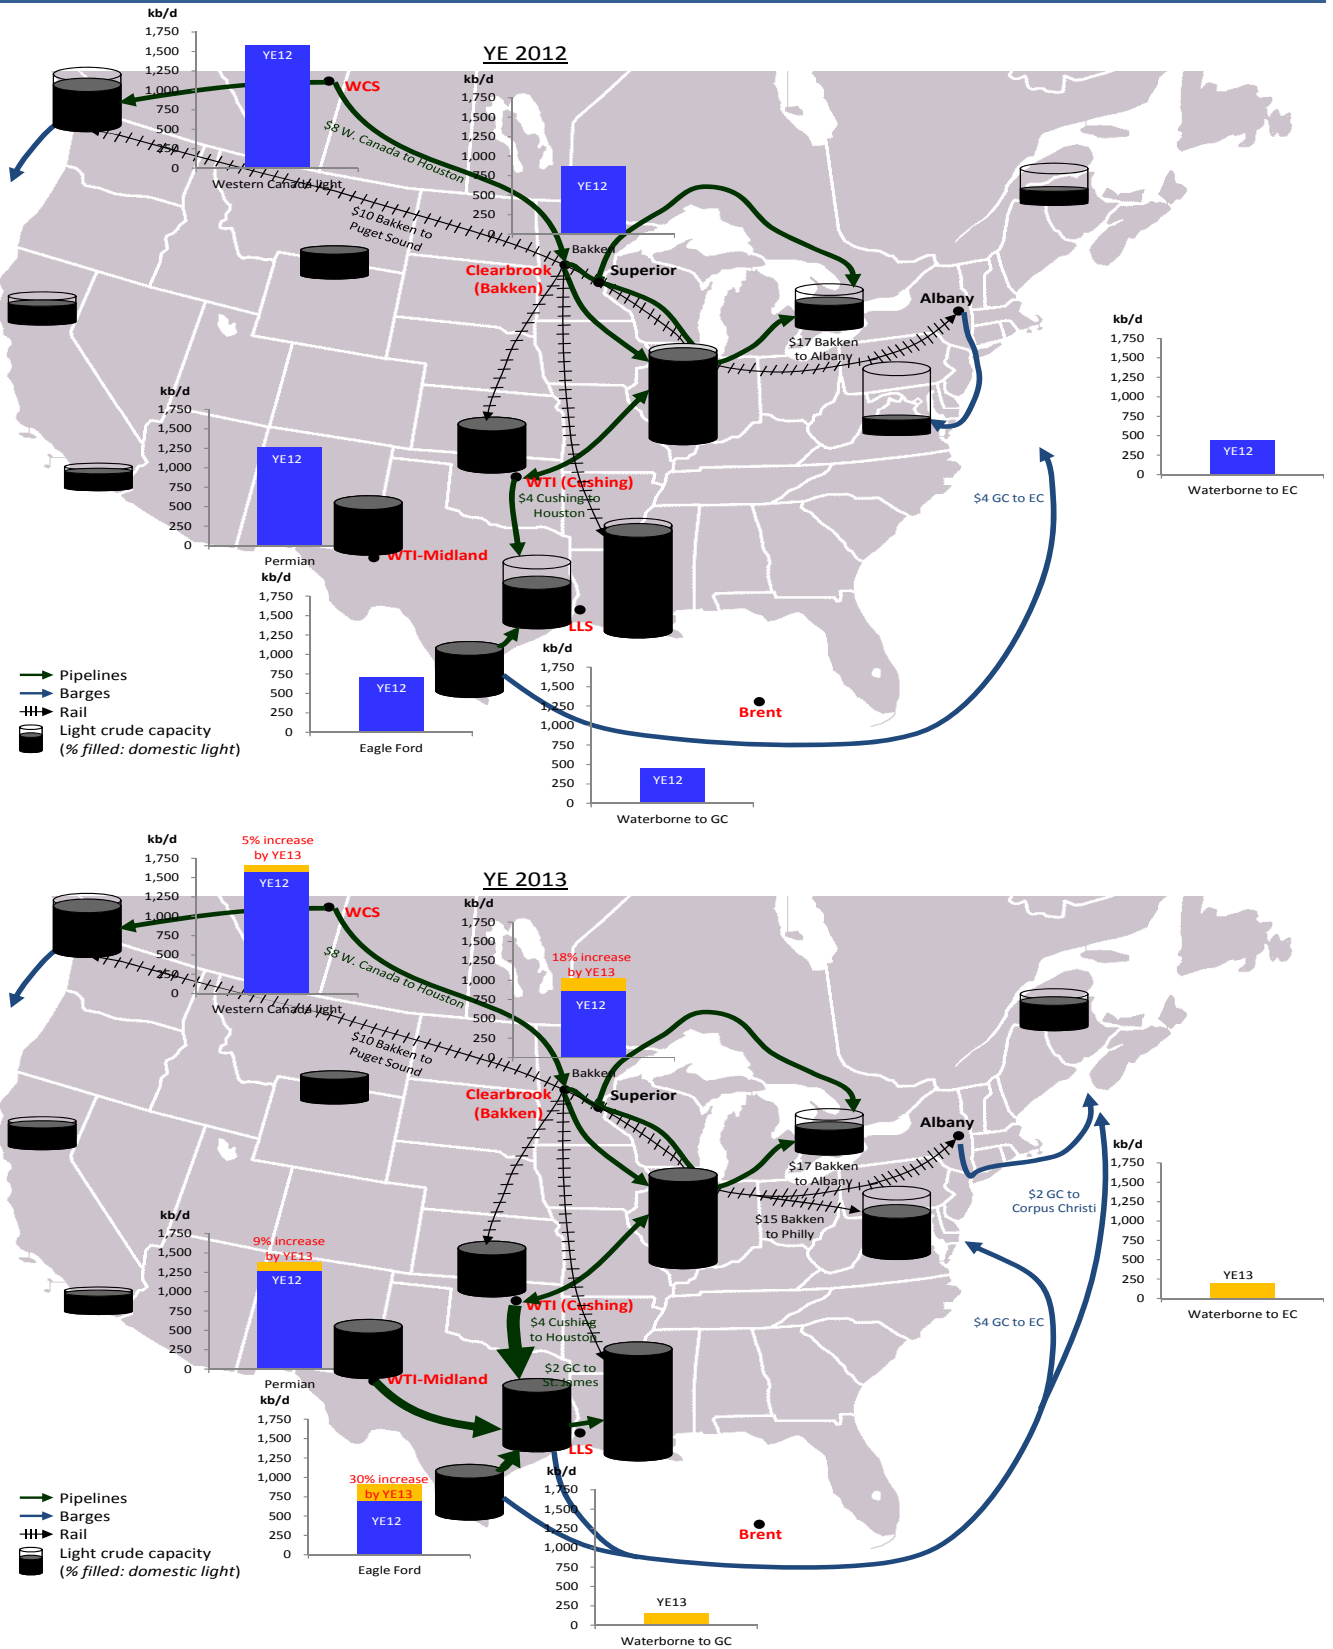 YE 2012
kb/d
1,750
1,500
1,250
1,000
750
500
250
0
YE12
Western Canada light
WCS
$8 W. Canada to Houston
$10 Bakken to
Puget Sound
kb/d
1,750
1,500
1,250
1,000
750
500
250
0
YE12
Bakken
Clearbrook
(Bakken)
Superior
Albany
$17 Bakken
to Albany
kb/d
1,750
1,500
1,250
1,000
750
500
250
0
YE12
Waterborne to EC
kb/d
1,750
1,500
1,250
1,000
750
500
250
0
YE12
Permian
WTI (Cushing)
$4 Cushing to
Houston
$4 GC to EC
WTI-Midland
kb/d
1,750
1,500
1,250
1,000
750
500
250
0
YE12
Eagle Ford
LLS
kb/d
1,750
1,500
1,250
1,000
750
500
250
0
YE12
Waterborne to GC
Brent
Pipelines
Barges
Rail
Light crude capacity
(% filled: domestic light)
YE 2013
kb/d
1,750
1,500
1,250
1,000
750
500
250
0
5% increase
by YE13
YE12
Western Canada light
WCS
$8 W. Canada to Houston
$10 Bakken to
Puget Sound
kb/d
1,750
1,500
1,250
1,000
750
500
250
0
18% increase
by YE13
YE12
Bakken
Clearbrook
(Bakken)
Superior
Albany
$17 Bakken
to Albany
$15 Bakken
to Philly
$2 GC to
Corpus Christi
kb/d
1,750
1,500
1,250
1,000
750
500
250
0
YE13
Waterborne to EC
kb/d
1,750
1,500
1,250
1,000
750
500
250
0
9% increase
by YE13
YE12
Permian
WTI (Cushing)
$4 Cushing
to Houston
$4 GC to EC
$2 GC to
St. James
WTI-Midland
kb/d
1,750
1,500
1,250
1,000
750
500
250
0
30% increase
by YE13
YE12
Eagle Ford
LLS
kb/d
1,750
1,500
1,250
1,000
750
500
250
0
YE13
Waterborne to GC
Brent
Pipelines
Barges
Rail
Light crude capacity
(% filled: domestic light)